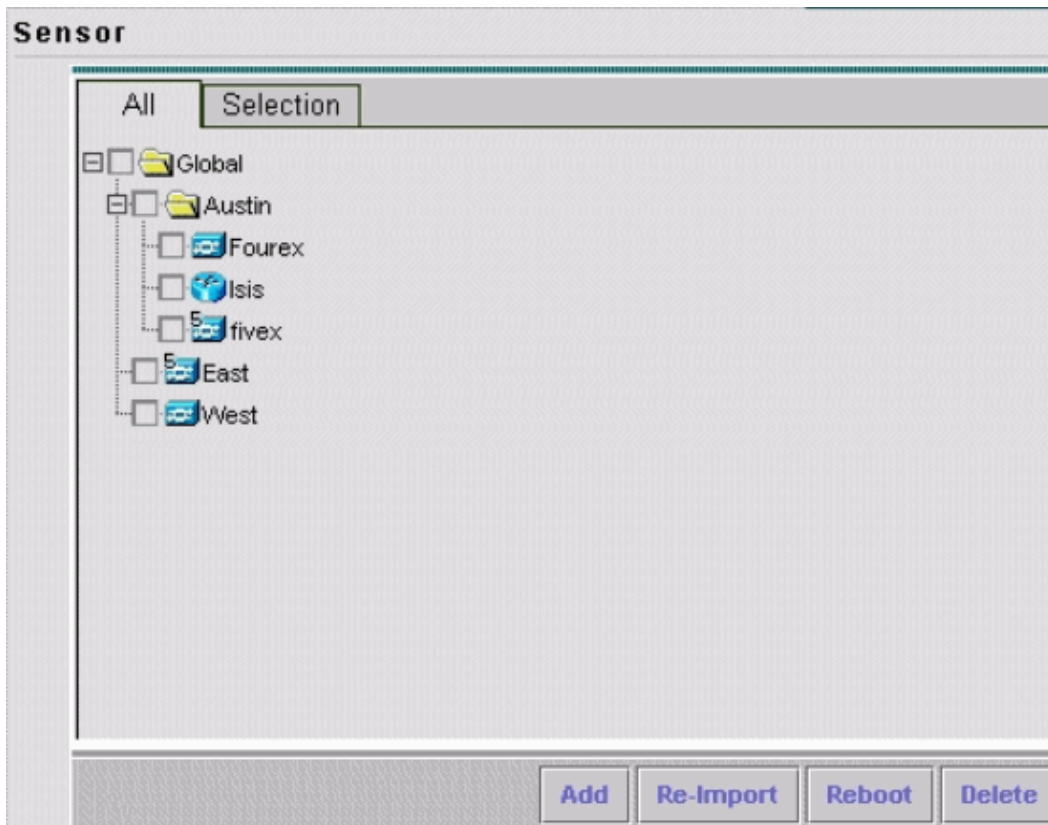 Sensor
All Selection
Global
Austin
Fourex
Isis
5 fivex
5 East
West
Add Re-Import Reboot Delete